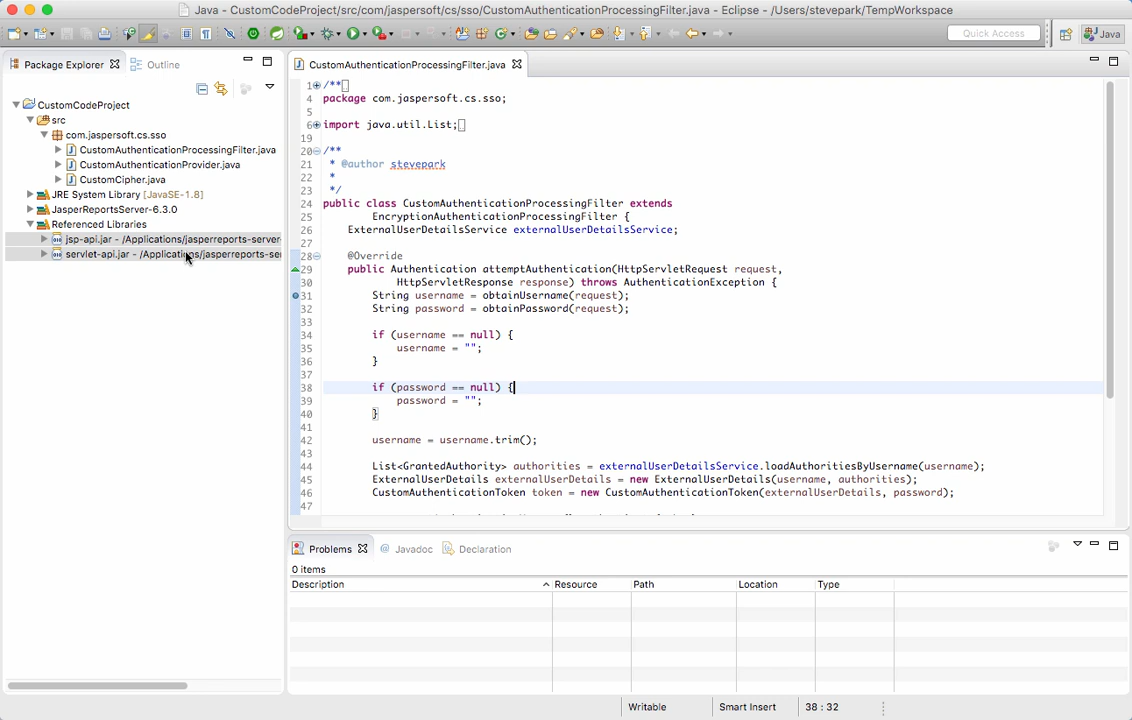 Java - CustomCodeProject/src/com/jaspersoft/cs/sso/CustomAuthenticationProcessingFilter.java - Eclipse - /Users/stevepark/TempWorkspace
Quick Access
Java
Package Explorer
Outline
CustomCodeProject
src
com.jaspersoft.cs.sso
CustomAuthenticationProcessingFilter.java
CustomAuthenticationProvider.java
CustomCipher.java
JRE System Library [JavaSE-1.8]
JasperReportsServer-6.3.0
Referenced Libraries
jsp-api.jar - /Applications/jasperreports-server
servlet-api.jar - /Applications/jasperreports-se
CustomAuthenticationProcessingFilter.java
1 /**
4 package com.jaspersoft.cs.sso;
5
6 import java.util.List;
19
20 /**
21 * @author stevepark
22 *
23 */
24 public class CustomAuthenticationProcessingFilter extends
25 EncryptionAuthenticationProcessingFilter {
26 ExternalUserDetailsService externalUserDetailsService;
27
28 @Override
29 public Authentication attemptAuthentication(HttpServletRequest request,
30 HttpServletResponse response) throws AuthenticationException {
31 String username = obtainUsername(request);
32 String password = obtainPassword(request);
33
34 if (username == null) {
35 username = "";
36 }
37
38 if (password == null) {
39 password = "";
40 }
41
42 username = username.trim();
43
44 List<GrantedAuthority> authorities = externalUserDetailsService.loadAuthoritiesByUsername(username);
45 ExternalUserDetails externalUserDetails = new ExternalUserDetails(username, authorities);
46 CustomAuthenticationToken token = new CustomAuthenticationToken(externalUserDetails, password);
47
Problems
@ Javadoc
Declaration
0 items
Description
Resource
Path
Location
Type
Writable
Smart Insert
38 : 32